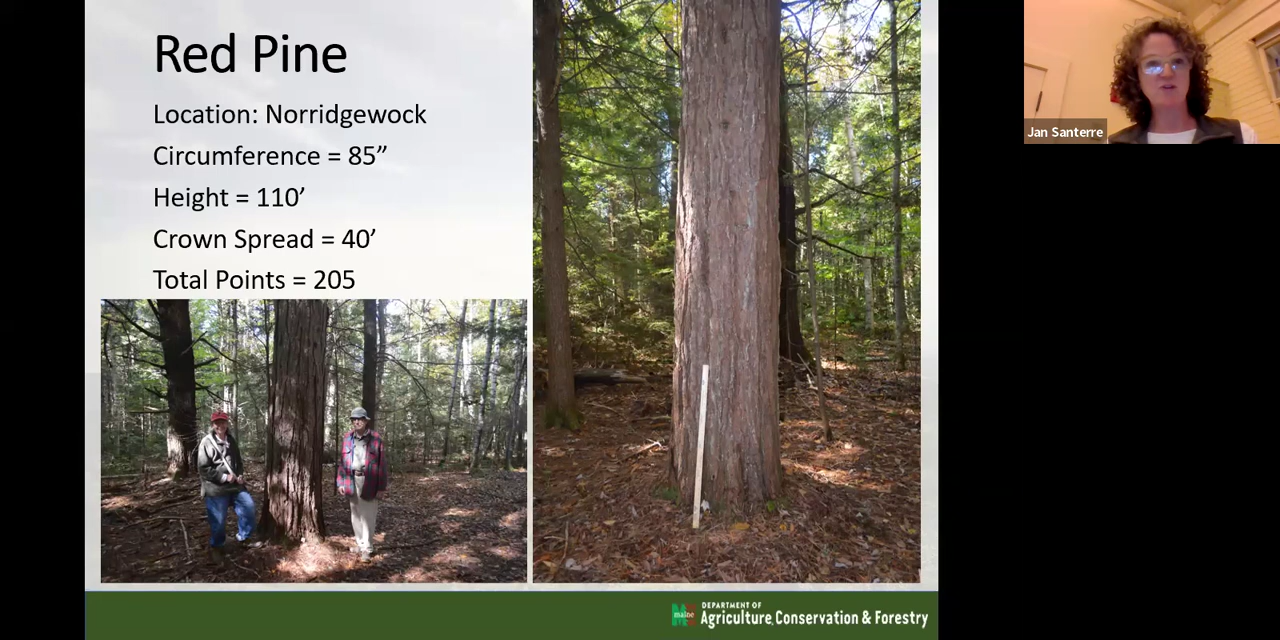 Red Pine
Location: Norridgewock
Circumference = 85”
Height = 110’
Crown Spread = 40’
Total Points = 205
Jan Santerre
maine
DEPARTMENT OF
Agriculture, Conservation & Forestry